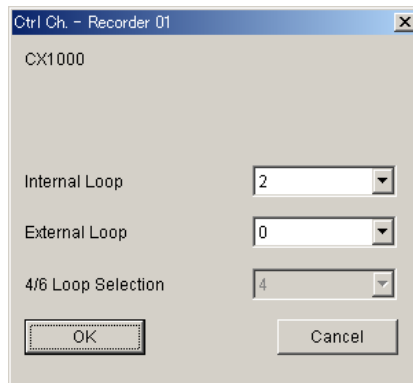 Ctrl Ch. - Recorder 01
CX1000
Internal Loop 2
External Loop 0
4/6 Loop Selection 4
OK Cancel